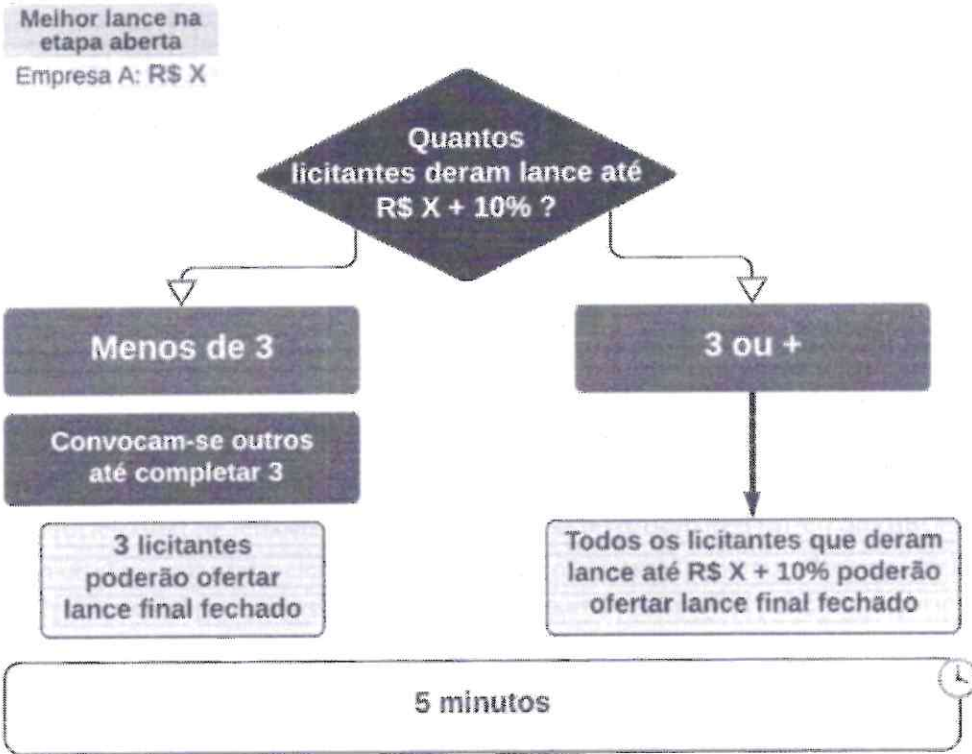 Melhor lance na
etapa aberta
Empresa A: R$ X
Quantos
licitantes deram lance até
R$ X + 10% ?
Menos de 3
3 ou +
Convocam-se outros
até completar 3
3 licitantes
poderão ofertar
lance final fechado
Todos os licitantes que deram
lance até R$ X + 10% poderão
ofertar lance final fechado
5 minutos